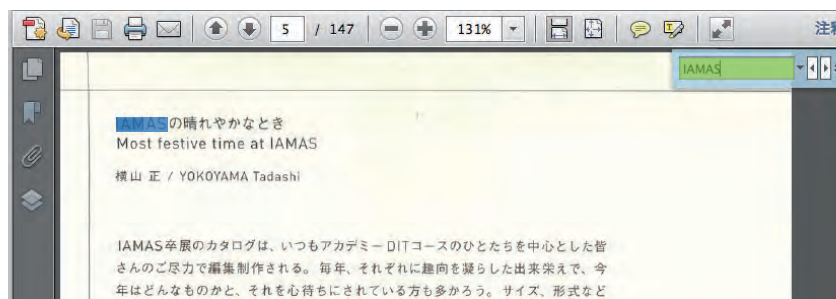 5 / 147
131%
注釈
IAMAS
IAMASの晴れやかなとき
Most festive time at IAMAS
横山 正 / YOKOYAMA Tadashi
IAMAS卒展のカタログは、いつもアカデミーDITコースのひとたちを中心とした皆
さんのご尽力で編集制作される。毎年、それぞれに趣向を凝らした出来栄えで、今
年はどんなものかと、それを心待ちにされている方も多かろう。サイズ、形式など